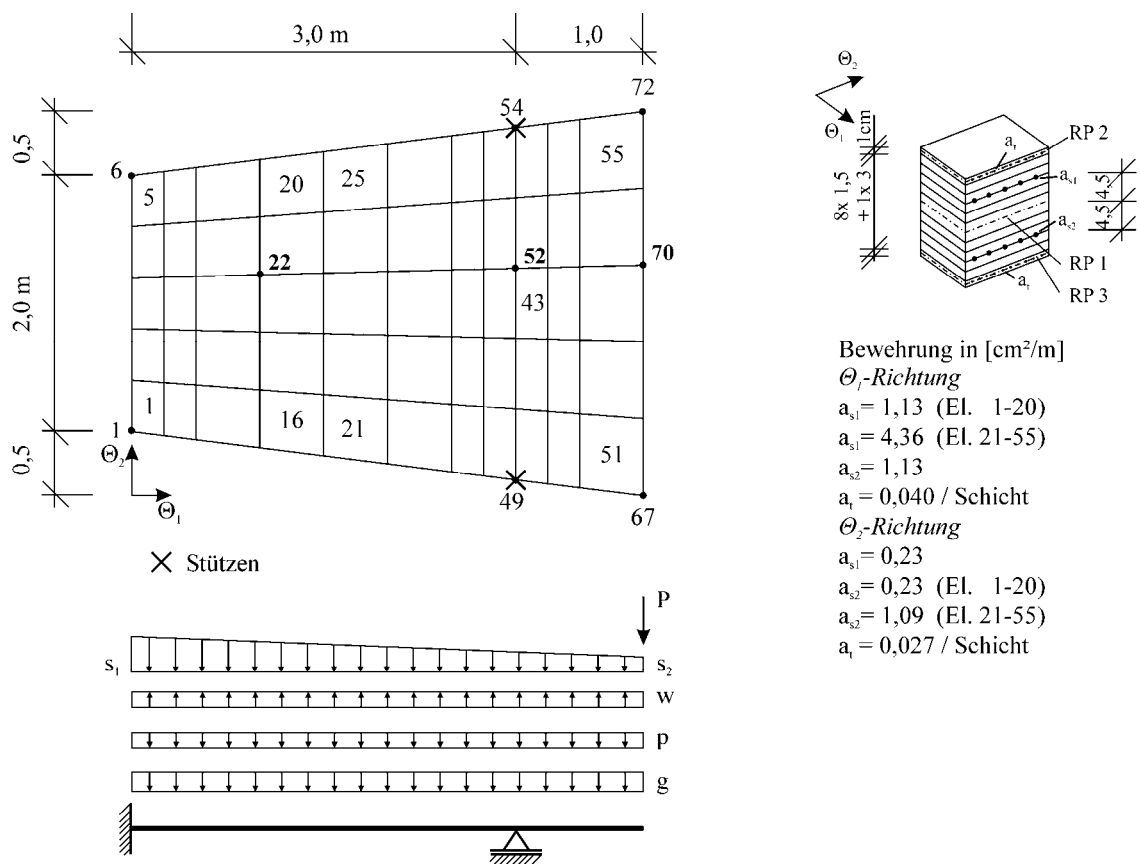 3,0 m
1,0
0,5
2,0 m
0,5
72
54
6
5
20
25
55
22
52
70
43
1
1
16
21
51
49
67
Θ₂
Θ₁
Stützen
P
s₁
s₂
w
p
g
Θ₂
Θ₁
1cm
8x 1,5
+ 1x 3
RP 2
aₜ
aₛ₁
4,5
4,5
aₛ₂
RP 1
RP 3
aₜ
Bewehrung in [cm²/m]
Θ₁-Richtung
aₛ₁= 1,13 (El. 1-20)
aₛ₁= 4,36 (El. 21-55)
aₛ₂= 1,13
aₜ = 0,040 / Schicht
Θ₂-Richtung
aₛ₁= 0,23
aₛ₂= 0,23 (El. 1-20)
aₛ₂= 1,09 (El. 21-55)
aₜ = 0,027 / Schicht